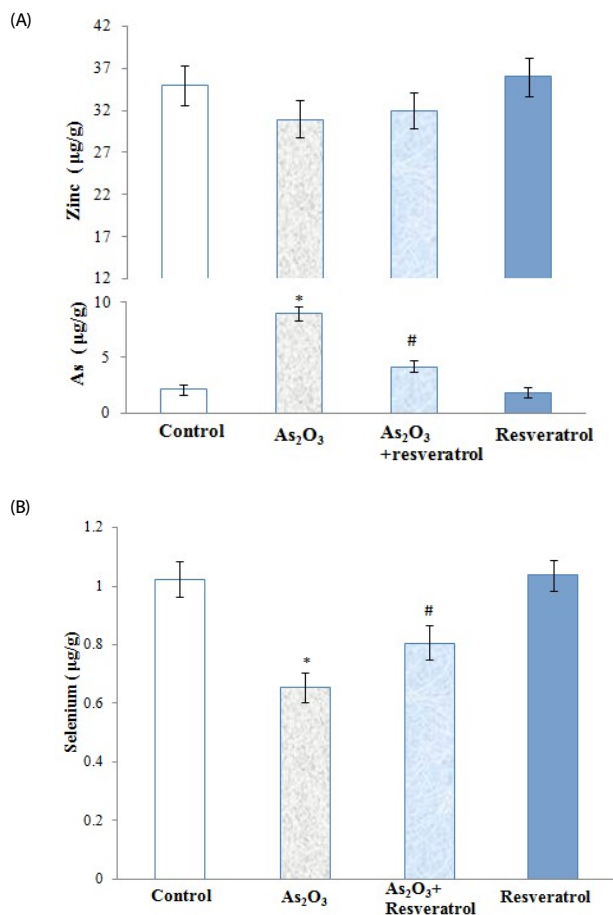 (A)
42
37
32
27
22
17
12
Zinc ( µg/g)
10
5
0
As ( µg/g)
*
#
Control
As₂O₃
As₂O₃
+resveratrol
Resveratrol
(B)
1.2
1
0.8
0.6
0.4
0.2
0
Selenium ( µg/g)
*
#
Control
As₂O₃
As₂O₃+
Resveratrol
Resveratrol